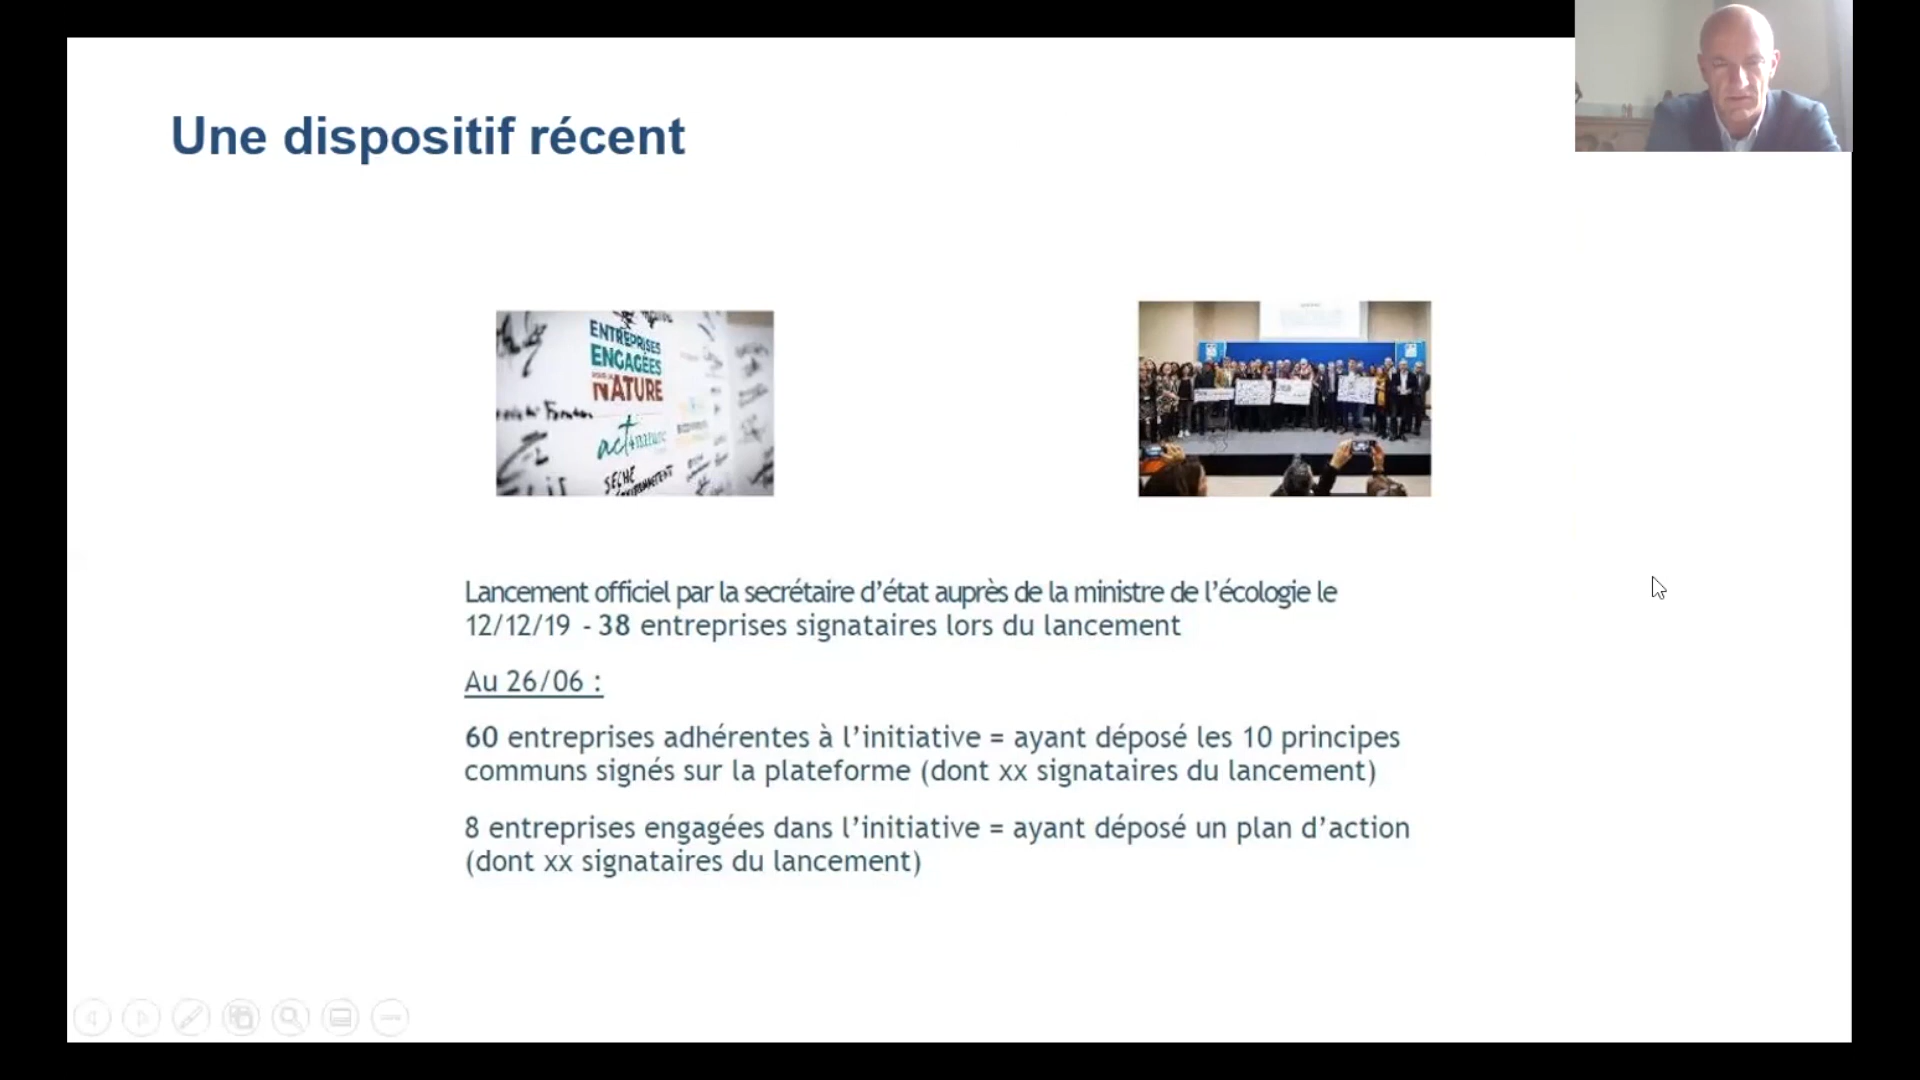 Une dispositif récent
ENTREPRISES
ENGAGÉES
NATURE
act4nature
SÉCHÉ
Lancement officiel par la secrétaire d’état auprès de la ministre de l’écologie le
12/12/19 - 38 entreprises signataires lors du lancement
Au 26/06 :
60 entreprises adhérentes à l’initiative = ayant déposé les 10 principes
communs signés sur la plateforme (dont xx signataires du lancement)
8 entreprises engagées dans l’initiative = ayant déposé un plan d’action
(dont xx signataires du lancement)